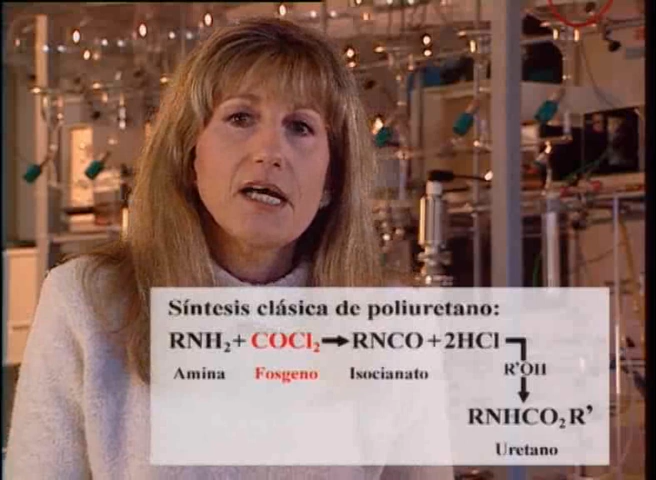 Síntesis clásica de poliuretano:
RNH₂ + COCl₂ → RNCO + 2HCl
Amina Fosgeno Isocianato
R'OH
RNHCO₂R'
Uretano